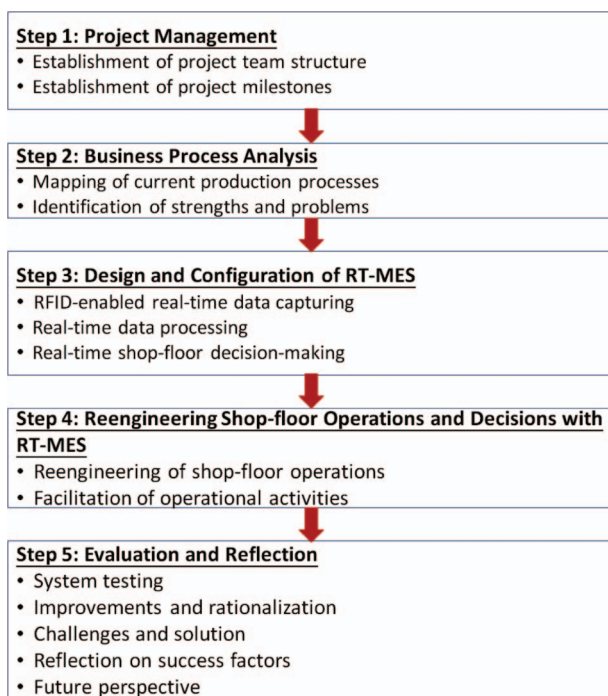 Step 1: Project Management
• Establishment of project team structure
• Establishment of project milestones
Step 2: Business Process Analysis
• Mapping of current production processes
• Identification of strengths and problems
Step 3: Design and Configuration of RT-MES
• RFID-enabled real-time data capturing
• Real-time data processing
• Real-time shop-floor decision-making
Step 4: Reengineering Shop-floor Operations and Decisions with
RT-MES
• Reengineering of shop-floor operations
• Facilitation of operational activities
Step 5: Evaluation and Reflection
• System testing
• Improvements and rationalization
• Challenges and solution
• Reflection on success factors
• Future perspective